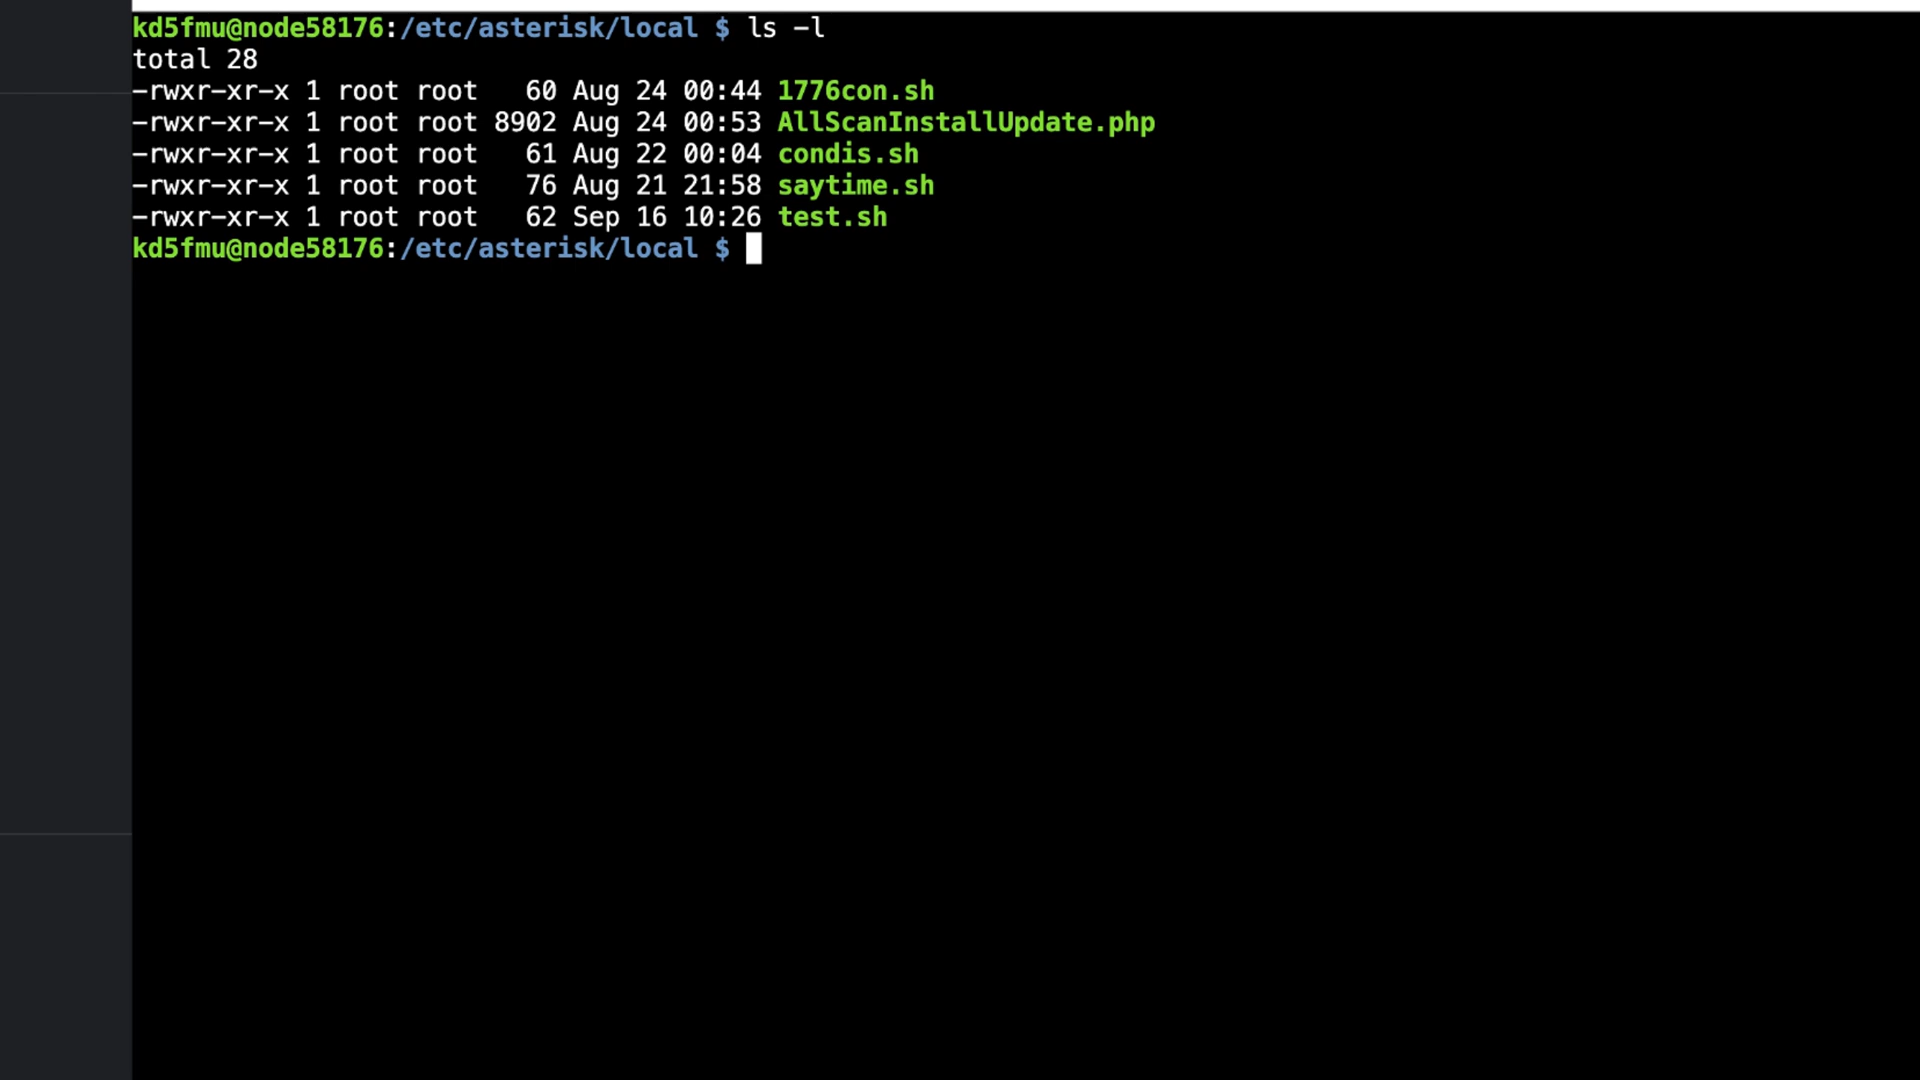 kd5fmu@node58176:/etc/asterisk/local $ ls -l
total 28
-rwxr-xr-x 1 root root   60 Aug 24 00:44 1776con.sh
-rwxr-xr-x 1 root root 8902 Aug 24 00:53 AllScanInstallUpdate.php
-rwxr-xr-x 1 root root   61 Aug 22 00:04 condis.sh
-rwxr-xr-x 1 root root   76 Aug 21 21:58 saytime.sh
-rwxr-xr-x 1 root root   62 Sep 16 10:26 test.sh
kd5fmu@node58176:/etc/asterisk/local $